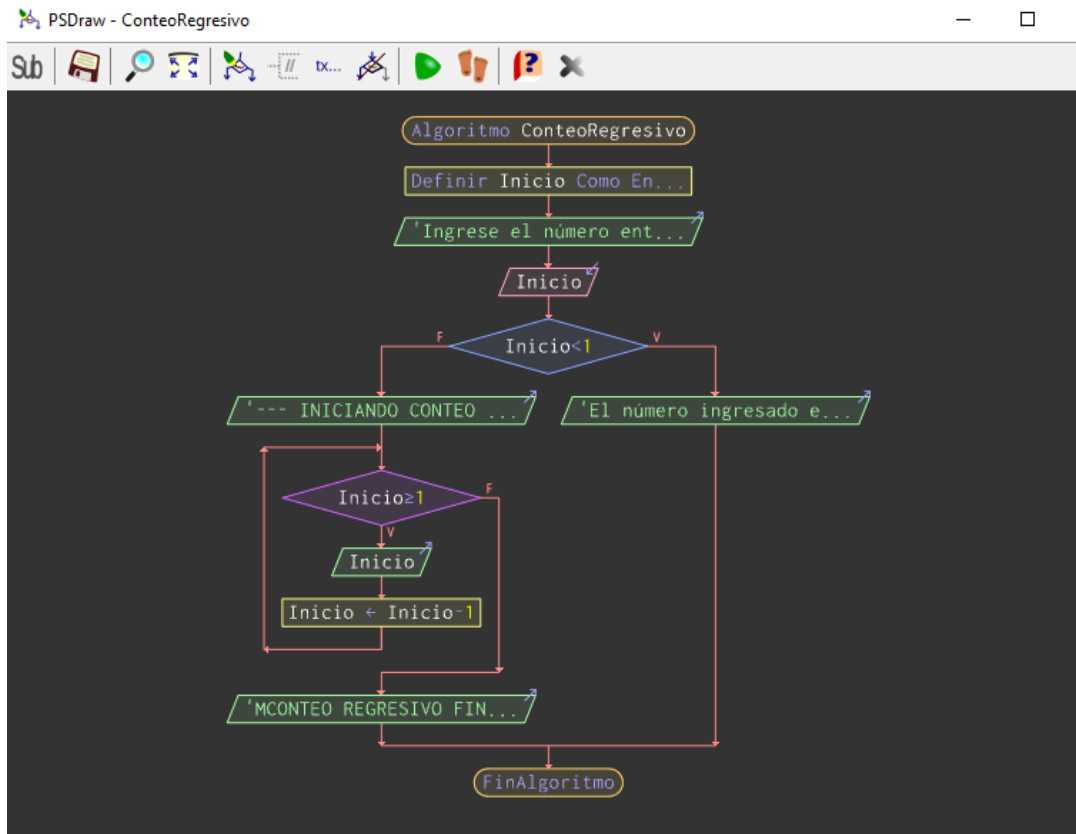 PSDraw - ConteoRegresivo
Sub
tx...
Algoritmo ConteoRegresivo
Definir Inicio Como En...
'Ingrese el número ent...
Inicio
F
Inicio<1
V
'--- INICIANDO CONTEO ...
'El número ingresado e...
Inicio≥1
F
V
Inicio
Inicio ← Inicio-1
'MCONTEO REGRESIVO FIN...
FinAlgoritmo